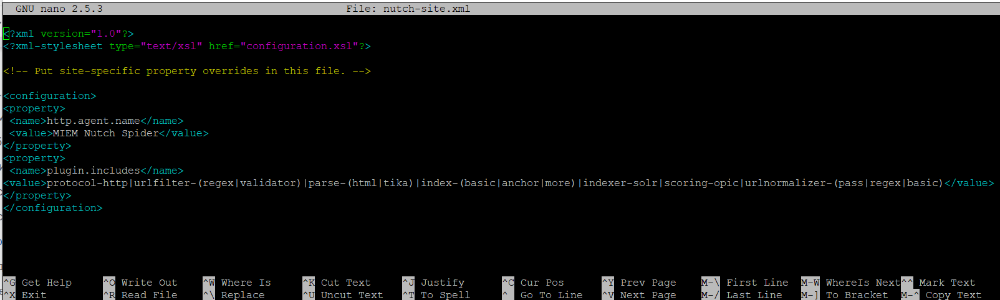 GNU nano 2.5.3 File: nutch-site.xml
<?xml version="1.0"?>
<?xml-stylesheet type="text/xsl" href="configuration.xsl"?>
<!-- Put site-specific property overrides in this file. -->
<configuration>
<property>
<name>http.agent.name</name>
<value>MIEM Nutch Spider</value>
</property>
<property>
<name>plugin.includes</name>
<value>protocol-http|urlfilter-(regex|validator)|parse-(html|tika)|index-(basic|anchor|more)|indexer-solr|scoring-opic|urlnormalizer-(pass|regex|basic)</value>
</property>
</configuration>
^G Get Help ^O Write Out ^W Where Is ^K Cut Text ^J Justify ^C Cur Pos ^Y Prev Page M-\ First Line M-W WhereIs Next ^^ Mark Text
^X Exit ^R Read File ^\ Replace ^U Uncut Text ^T To Spell ^_ Go To Line ^V Next Page M-/ Last Line M-] To Bracket M-^ Copy Text